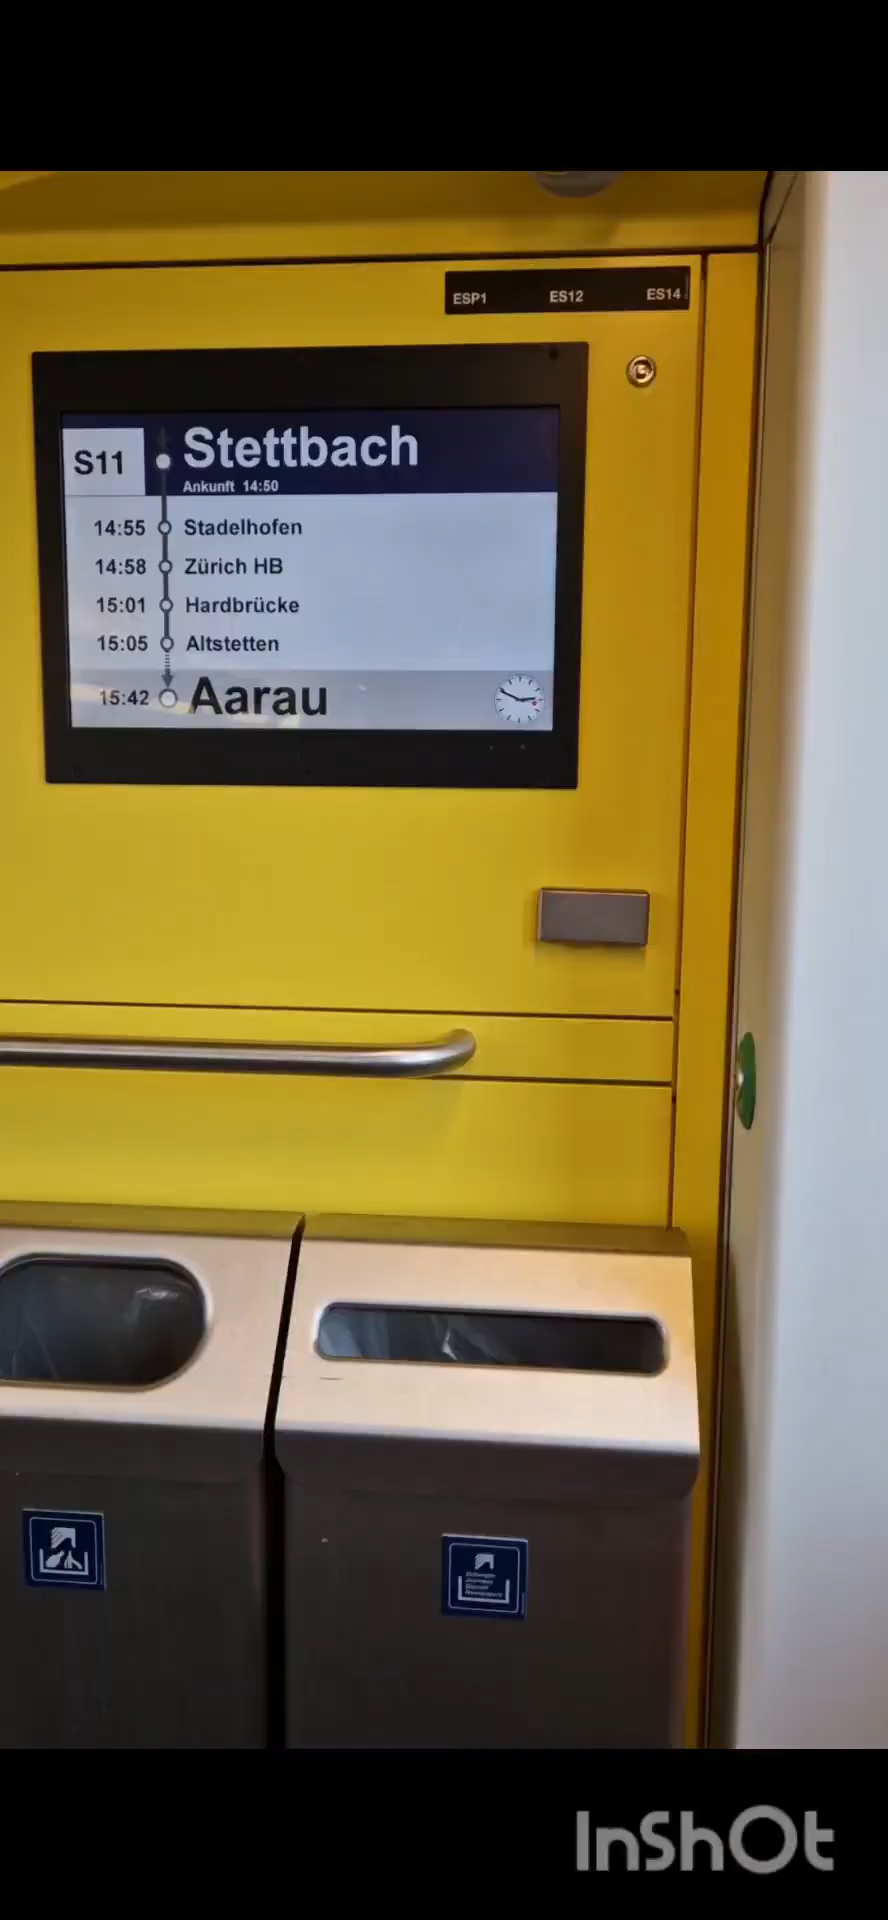 ESP1 ES12 ES14
S11 Stettbach
Ankunft 14:50
14:55 Stadelhofen
14:58 Zürich HB
15:01 Hardbrücke
15:05 Altstetten
15:42 Aarau
InShOt